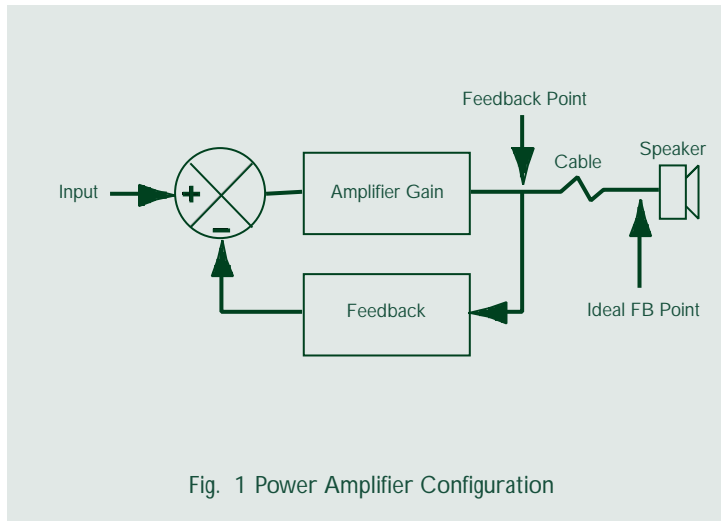 Feedback Point
Cable
Speaker
Input
+
Amplifier Gain
-
Feedback
Ideal FB Point
Fig. 1 Power Amplifier Configuration